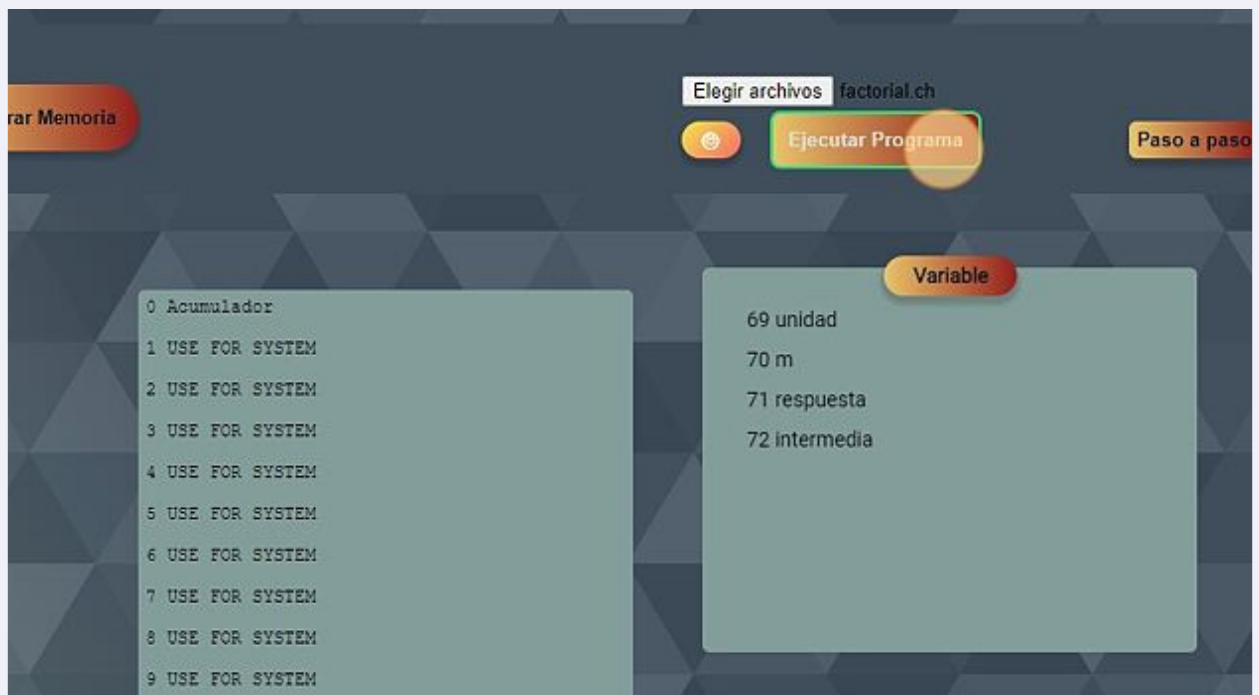 rar Memoria
Elegir archivos factorial.ch
Ejecutar Programa
Paso a paso
0 Acumulador
1 USE FOR SYSTEM
2 USE FOR SYSTEM
3 USE FOR SYSTEM
4 USE FOR SYSTEM
5 USE FOR SYSTEM
6 USE FOR SYSTEM
7 USE FOR SYSTEM
8 USE FOR SYSTEM
9 USE FOR SYSTEM
Variable
69 unidad
70 m
71 respuesta
72 intermedia